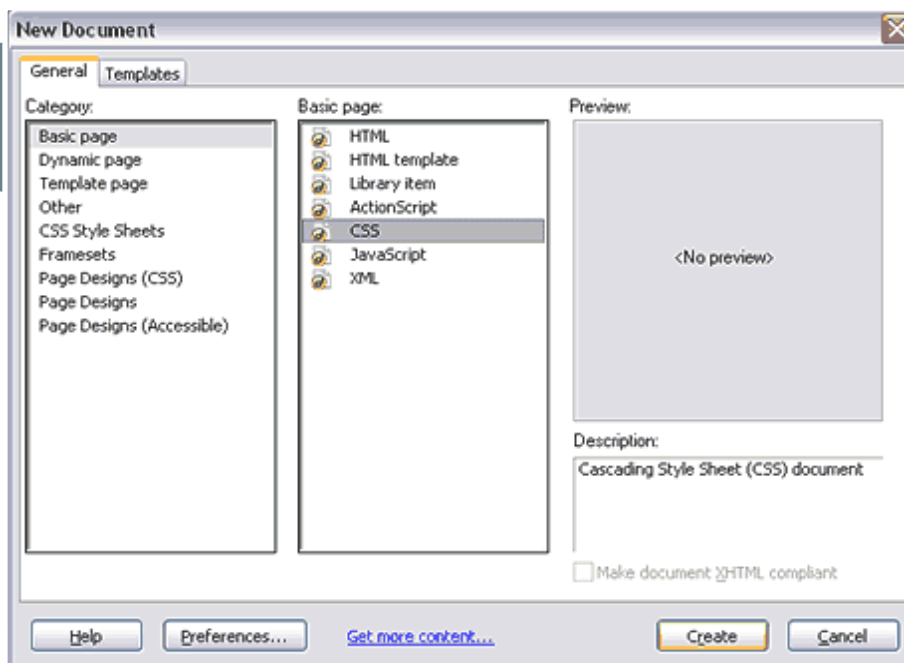 New Document
General
Templates
Category:
Basic page
Dynamic page
Template page
Other
CSS Style Sheets
Framesets
Page Designs (CSS)
Page Designs
Page Designs (Accessible)
Basic page:
HTML
HTML template
Library item
ActionScript
CSS
JavaScript
XML
Preview:
<No preview>
Description:
Cascading Style Sheet (CSS) document
Make document XHTML compliant
Help
Preferences...
Get more content...
Create
Cancel